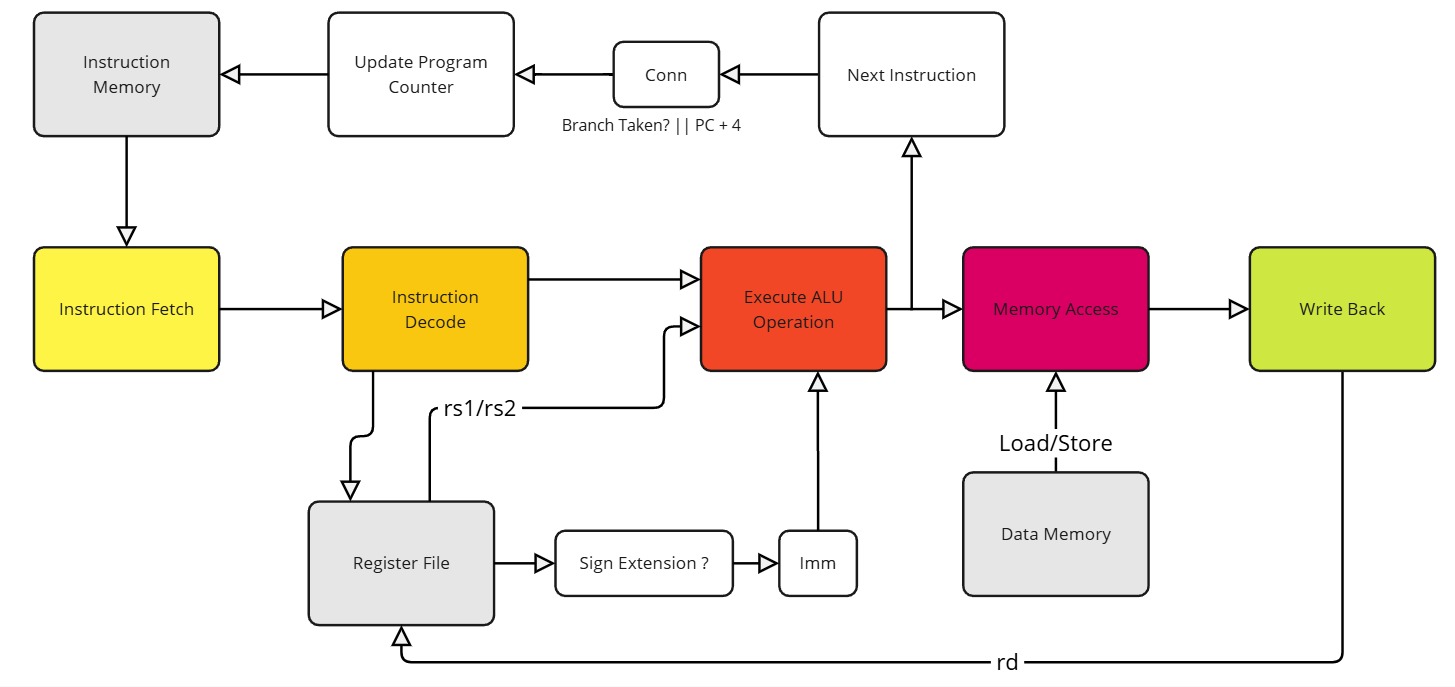 Instruction
Memory
Update Program
Counter
Conn
Next Instruction
Branch Taken? || PC + 4
Instruction Fetch
Instruction
Decode
Execute ALU
Operation
Memory Access
Write Back
rs1/rs2
Load/Store
Register File
Sign Extension ?
Imm
Data Memory
rd